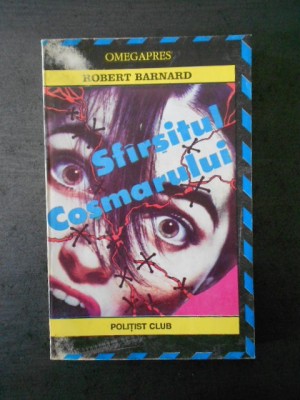 OMEGAPRES
ROBERT BARNARD
Sfîrşitul
Coşmarului
POLIŢIST CLUB